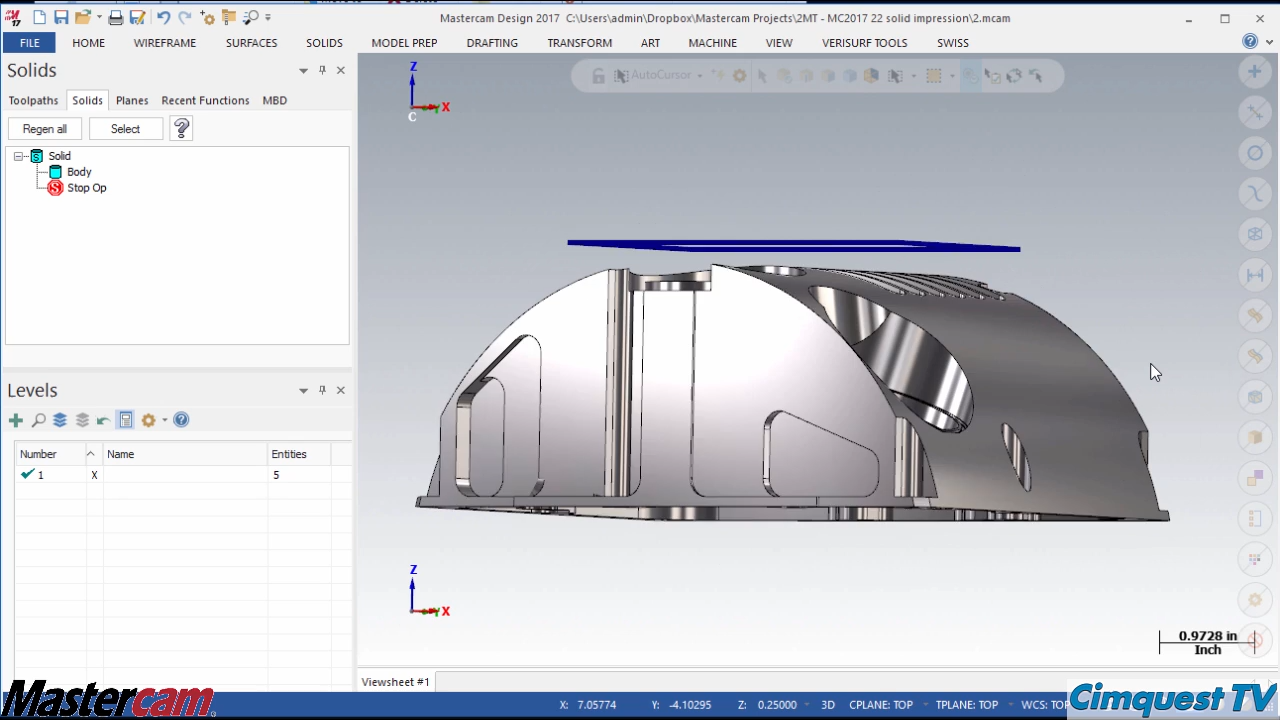 Mastercam Design 2017 C:\Users\admin\Dropbox\Mastercam Projects\2MT - MC2017 22 solid impression\2.mcam
FILE HOME WIREFRAME SURFACES SOLIDS MODEL PREP DRAFTING TRANSFORM ART MACHINE VIEW VERISURF TOOLS SWISS
Solids
Toolpaths Solids Planes Recent Functions MBD
Regen all Select
Solid
Body
Stop Op
Levels
Number Name Entities
1 X 5
AutoCursor
Z
X
C
Z
X
0.9728 in
Inch
Viewsheet #1
X: 7.05774 Y: -4.10295 Z: 0.25000 3D CPLANE: TOP TPLANE: TOP WCS: TOP
Mastercam.
Cimquest TV